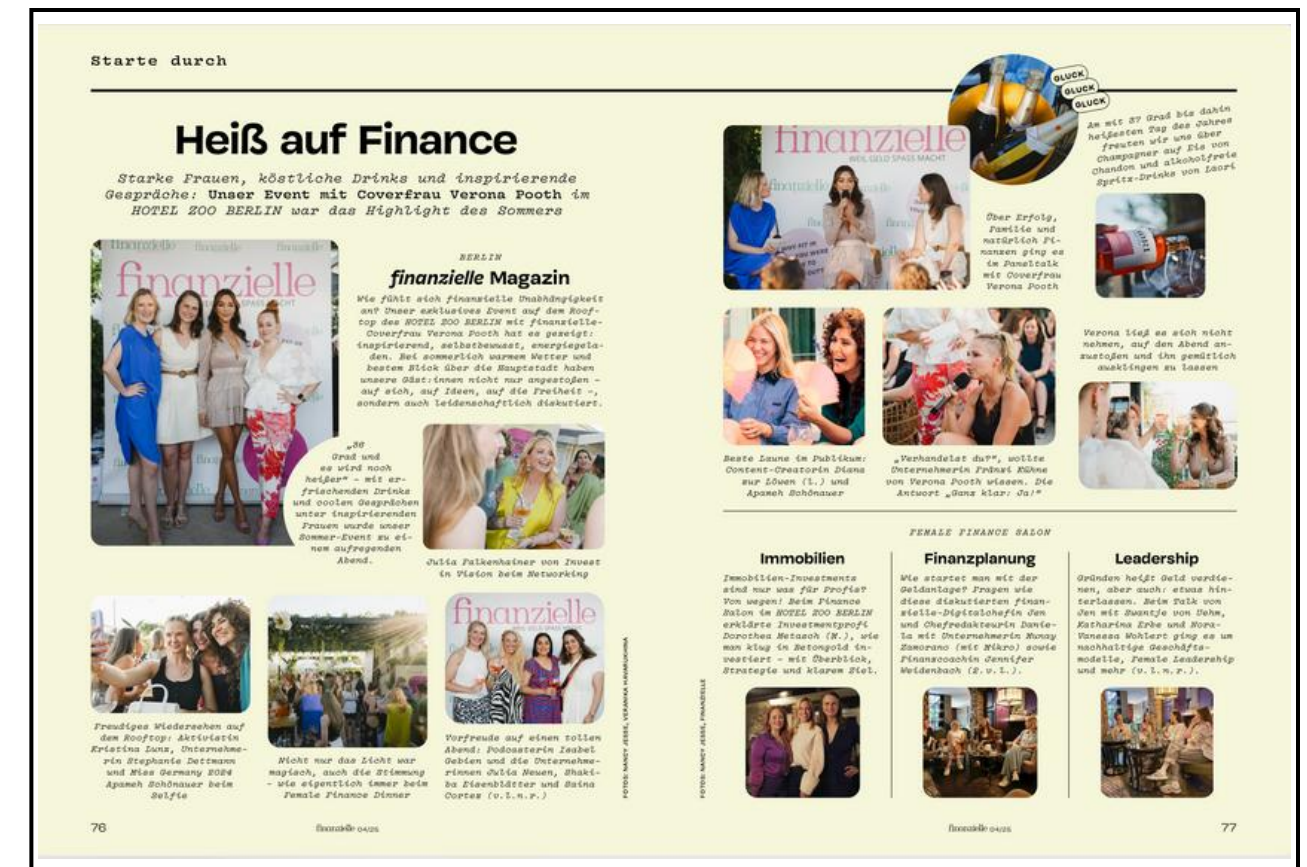 Starte durch
Heiß auf Finance
Starke Frauen, köstliche Drinks und inspirierende
Gespräche: Unser Event mit Coverfrau Verona Pooth im
HOTEL ZOO BERLIN war das Highlight des Sommers
finanzielle
BERLIN
finanzielle Magazin
Wie fühlt sich finanzielle Unabhängigkeit
an? Unser exklusives Event auf dem Roof-
top des HOTEL ZOO BERLIN mit finanzielle-
Coverfrau Verona Pooth hat es gezeigt:
inspirierend, selbstbewusst, energiegela-
den. Bei sommerlich warmem Wetter und
bestem Blick über die Hauptstadt haben
unsere Gäst:innen nicht nur angestoßen –
auf sich, auf Ideen, auf die Freiheit –,
sondern auch leidenschaftlich diskutiert.
„36
Grad und
es wird noch
heißer“ – mit er-
frischenden Drinks
und coolen Gesprächen
unter inspirierenden
Frauen wurde unser
Sommer-Event zu ei-
nem aufregenden
Abend.
Julia Falkenhainer von Invest
in Vision beim Networking
Freudiges Wiedersehen auf
dem Rooftop: Aktivistin
Kristina Lunz, Unternehme-
rin Stephanie Dettmann
und Miss Germany 2024
Apameh Schönauer beim
Selfie
Nicht nur das Licht war
magisch, auch die Stimmung
– wie eigentlich immer beim
Female Finance Dinner
finanzielle
WEIL GELD SPASS MACHT
Vorfreude auf einen tollen
Abend: Podcasterin Isabel
Gebien und die Unternehme-
rinnen Julia Neuen, Shaki-
ba Eisenblätter und Saina
Cortez (v.l.n.r.)
76
finanzielle 04/25
GLUCK
GLUCK
GLUCK
Am mit 37 Grad bis dahin
heißesten Tag des Jahres
freuten wir uns über
Champagner auf Eis von
Chandon und alkoholfreie
Spritz-Drinks von Laori
finanzielle
WEIL GELD SPASS MACHT
Über Erfolg,
Familie und
natürlich Fi-
nanzen ging es
im Paneltalk
mit Coverfrau
Verona Pooth
Verona ließ es sich nicht
nehmen, auf den Abend an-
zustoßen und ihn gemütlich
ausklingen zu lassen
Beste Laune im Publikum:
Content-Creatorin Diana
zur Löwen (l.) und
Apameh Schönauer
„Verhandelst du?“, wollte
Unternehmerin Fränzi Kühne
von Verona Pooth wissen. Die
Antwort „Ganz klar: Ja!“
FEMALE FINANCE SALON
Immobilien
Immobilien-Investments
sind nur was für Profis?
Von wegen! Beim Finance
Salon im HOTEL ZOO BERLIN
erklärte Investmentprofi
Dorothea Metasch (M.), wie
man klug in Betongold in-
vestiert – mit Überblick,
Strategie und klarem Ziel.
Finanzplanung
Wie startet man mit der
Geldanlage? Fragen wie
diese diskutierten finan-
zielle-Digitalchefin Jen
und Chefredakteurin Danie-
la mit Unternehmerin Munay
Zamorano (mit Mikro) sowie
Finanzcoachin Jennifer
Weidenbach (2.v.l.).
Leadership
Gründen heißt Geld verdie-
nen, aber auch: etwas hin-
terlassen. Beim Talk von
Jen mit Swantje von Uehm,
Katharina Erbe und Nora-
Vanessa Wohlert ging es um
nachhaltige Geschäfts-
modelle, Female Leadership
und mehr (v.l.n.r.).
FOTOS: NANCY JESSE, FINANZIELLE
finanzielle 04/25
77